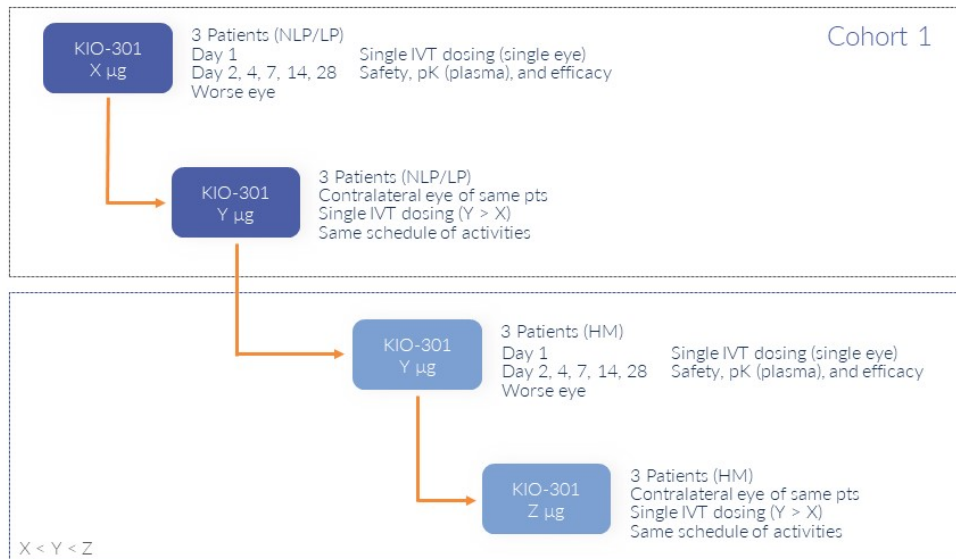 Cohort 1
KIO-301
X µg
3 Patients (NLP/LP)
Day 1 Single IVT dosing (single eye)
Day 2, 4, 7, 14, 28 Safety, pK (plasma), and efficacy
Worse eye
KIO-301
Y µg
3 Patients (NLP/LP)
Contralateral eye of same pts
Single IVT dosing (Y > X)
Same schedule of activities
KIO-301
Y µg
3 Patients (HM)
Day 1 Single IVT dosing (single eye)
Day 2, 4, 7, 14, 28 Safety, pK (plasma), and efficacy
Worse eye
KIO-301
Z µg
3 Patients (HM)
Contralateral eye of same pts
Single IVT dosing (Y > X)
Same schedule of activities
X < Y < Z